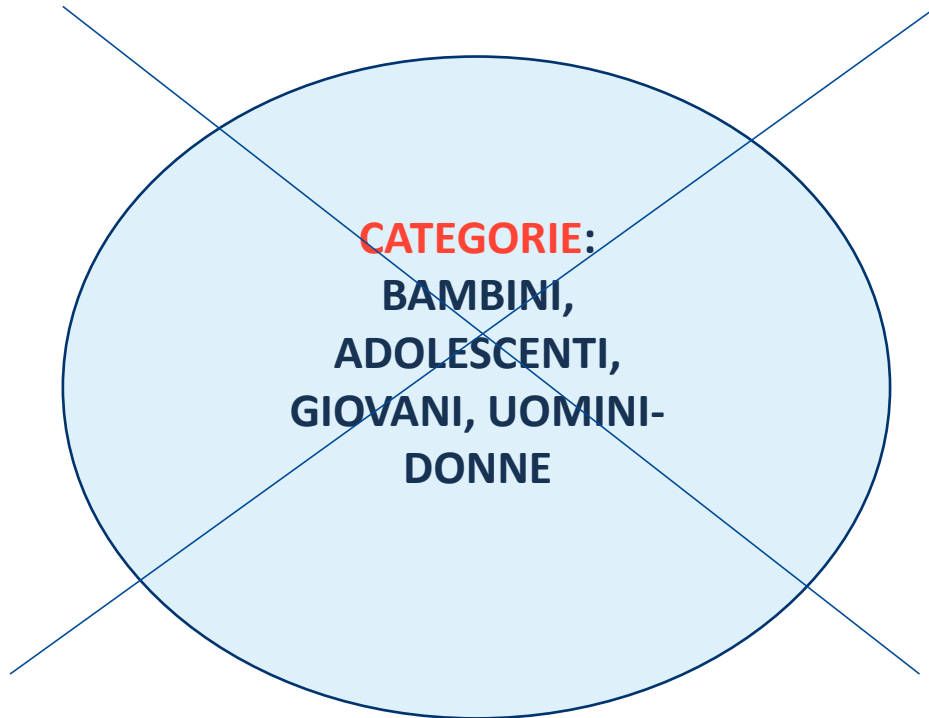 CATEGORIE:
BAMBINI,
ADOLESCENTI,
GIOVANI, UOMINI-
DONNE